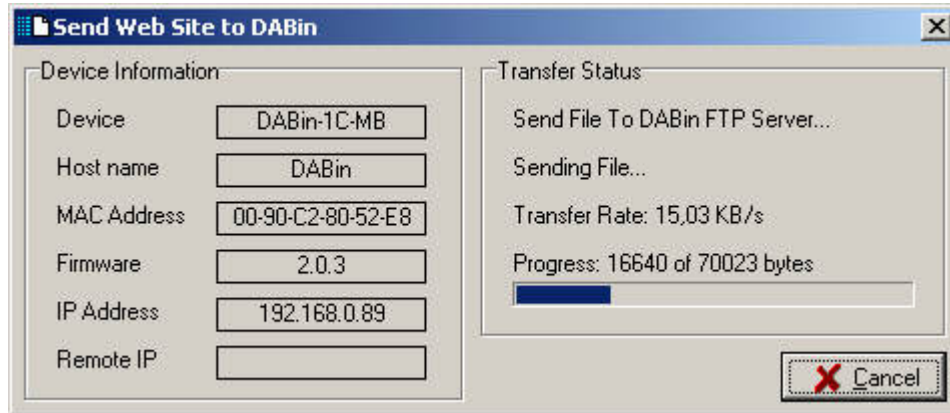 Send Web Site to DABin
Device Information
Device DABin-1C-MB
Host name DABin
MAC Address 00-90-C2-80-52-E8
Firmware 2.0.3
IP Address 192.168.0.89
Remote IP
Transfer Status
Send File To DABin FTP Server...
Sending File...
Transfer Rate: 15,03 KB/s
Progress: 16640 of 70023 bytes
Cancel